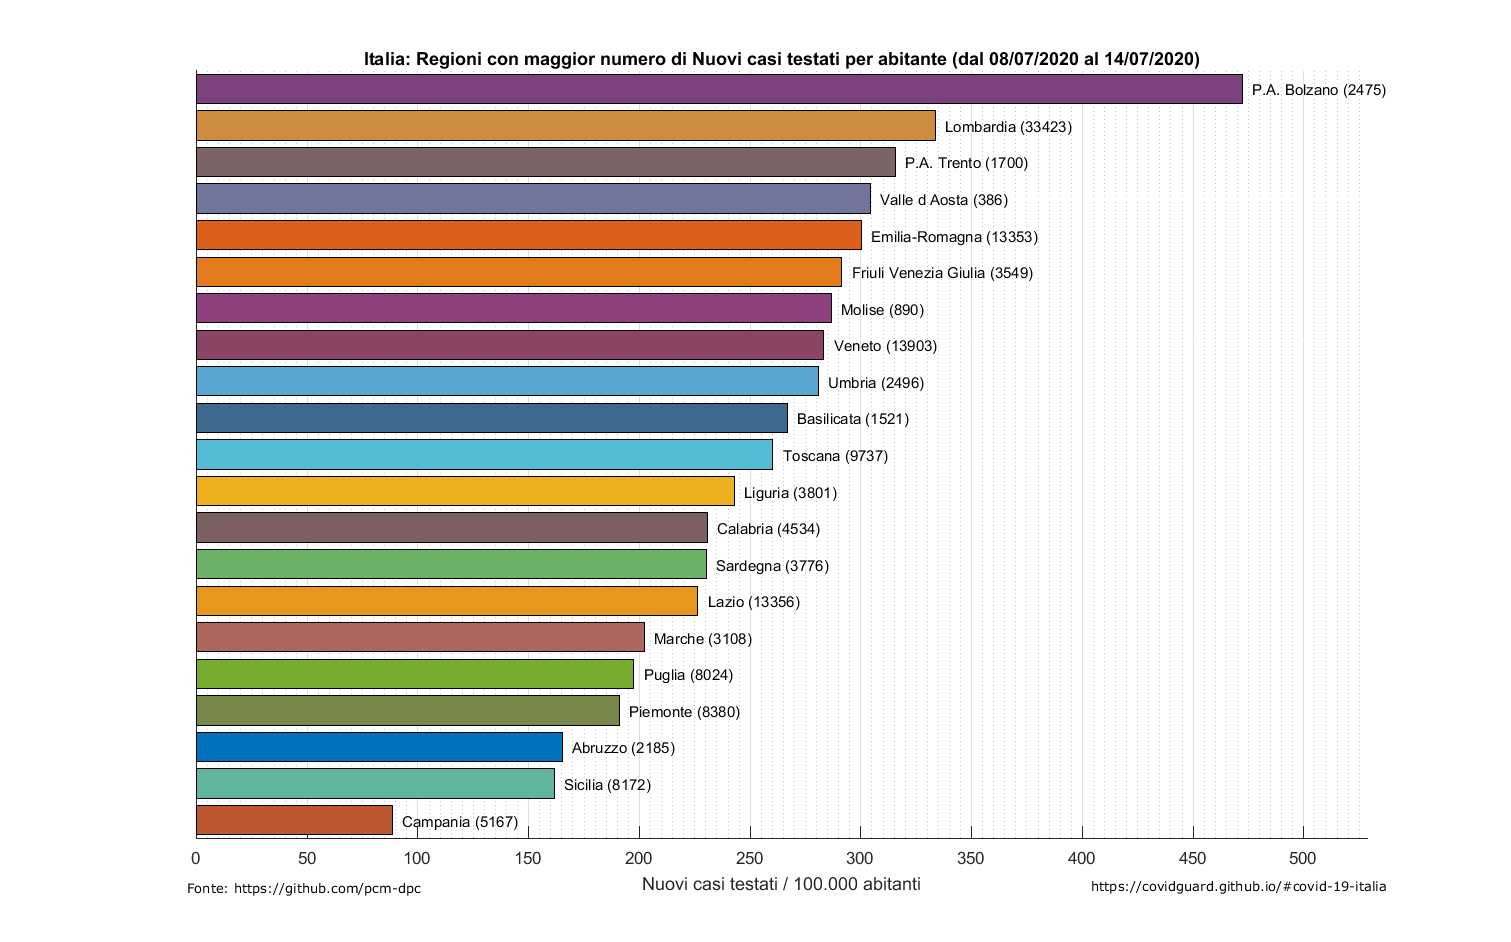 Italia: Regioni con maggior numero di Nuovi casi testati per abitante (dal 08/07/2020 al 14/07/2020)
P.A. Bolzano (2475)
Lombardia (33423)
P.A. Trento (1700)
Valle d Aosta (386)
Emilia-Romagna (13353)
Friuli Venezia Giulia (3549)
Molise (890)
Veneto (13903)
Umbria (2496)
Basilicata (1521)
Toscana (9737)
Liguria (3801)
Calabria (4534)
Sardegna (3776)
Lazio (13356)
Marche (3108)
Puglia (8024)
Piemonte (8380)
Abruzzo (2185)
Sicilia (8172)
Campania (5167)
0 50 100 150 200 250 300 350 400 450 500
Nuovi casi testati / 100.000 abitanti
Fonte: https://github.com/pcm-dpc
https://covidguard.github.io/#covid-19-italia